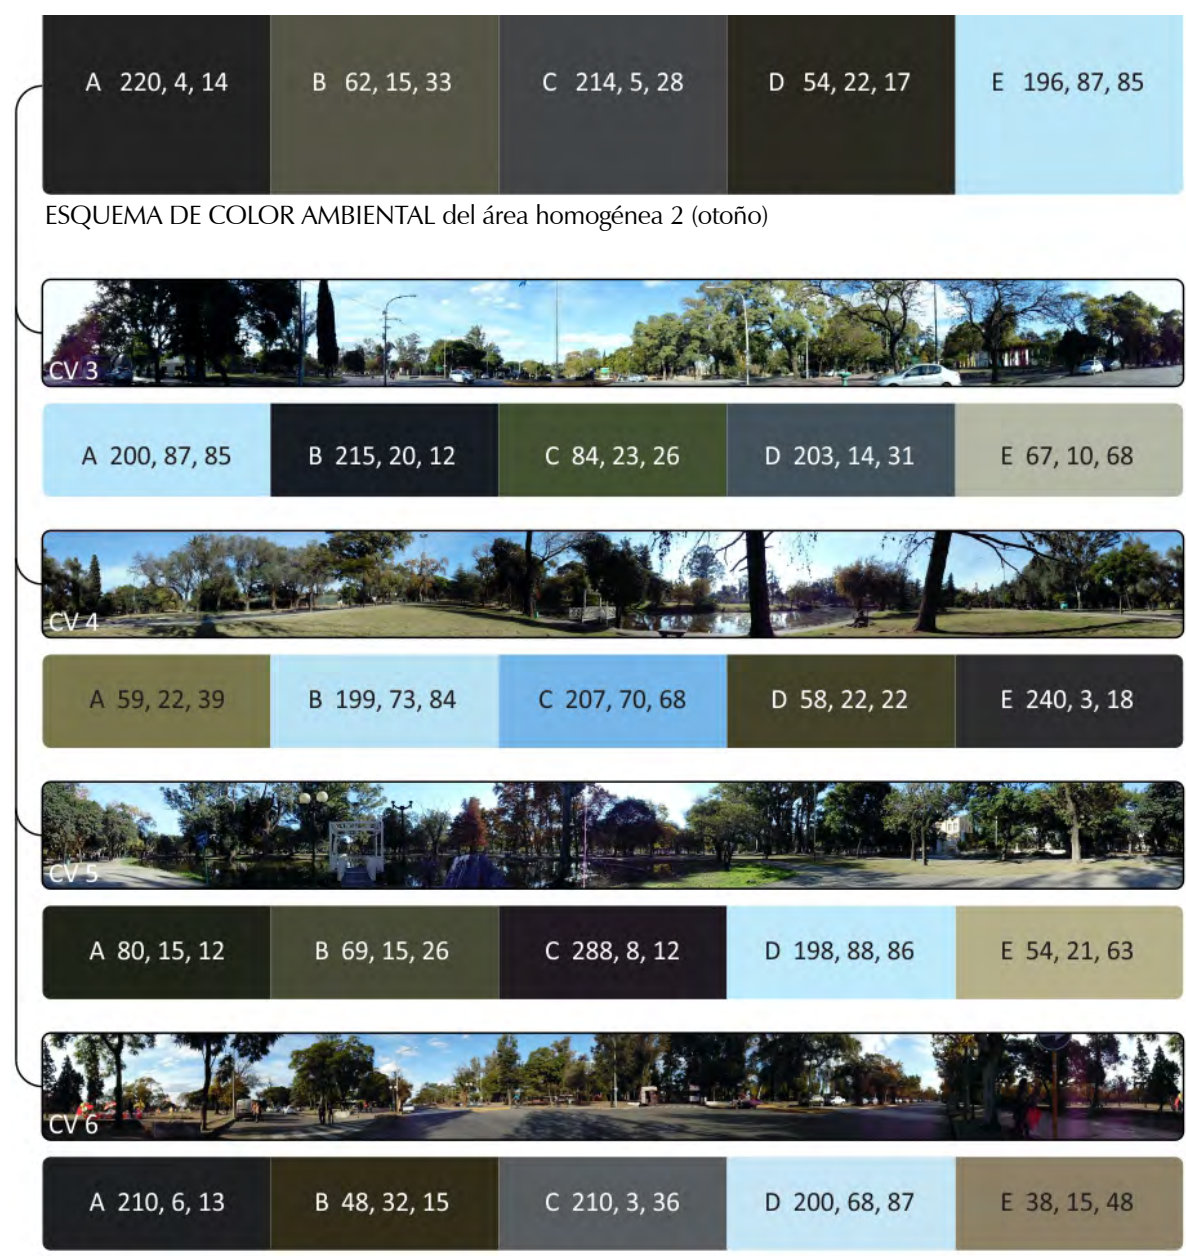 A 220, 4, 14 B 62, 15, 33 C 214, 5, 28 D 54, 22, 17 E 196, 87, 85
ESQUEMA DE COLOR AMBIENTAL del área homogénea 2 (otoño)
CV 3
A 200, 87, 85 B 215, 20, 12 C 84, 23, 26 D 203, 14, 31 E 67, 10, 68
CV 4
A 59, 22, 39 B 199, 73, 84 C 207, 70, 68 D 58, 22, 22 E 240, 3, 18
CV 5
A 80, 15, 12 B 69, 15, 26 C 288, 8, 12 D 198, 88, 86 E 54, 21, 63
CV 6
A 210, 6, 13 B 48, 32, 15 C 210, 3, 36 D 200, 68, 87 E 38, 15, 48